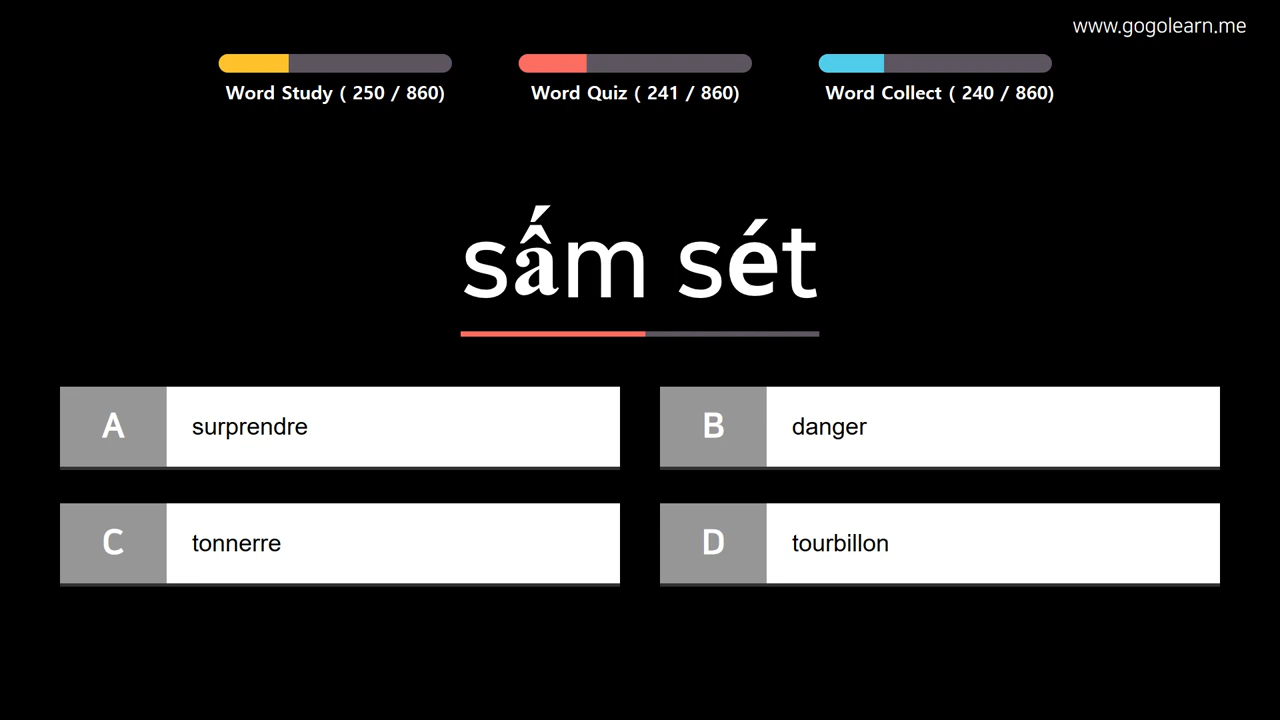 www.gogolearn.me
Word Study ( 250 / 860)
Word Quiz ( 241 / 860)
Word Collect ( 240 / 860)
sấm sét
A surprendre
B danger
C tonnerre
D tourbillon